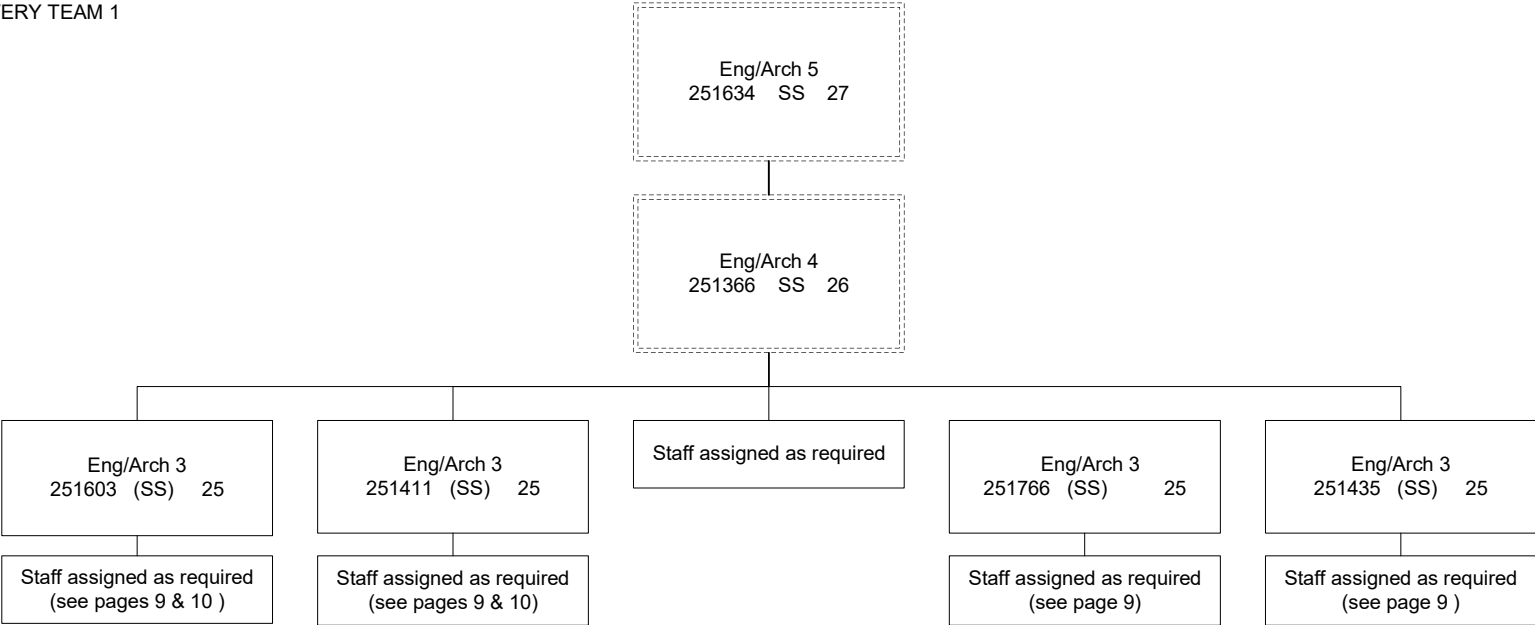 ERY TEAM 1
Eng/Arch 5
251634 SS 27
Eng/Arch 4
251366 SS 26
Eng/Arch 3
251603 (SS) 25
Staff assigned as required
(see pages 9 & 10 )
Eng/Arch 3
251411 (SS) 25
Staff assigned as required
(see pages 9 & 10)
Staff assigned as required
Eng/Arch 3
251766 (SS) 25
Staff assigned as required
(see page 9)
Eng/Arch 3
251435 (SS) 25
Staff assigned as required
(see page 9 )